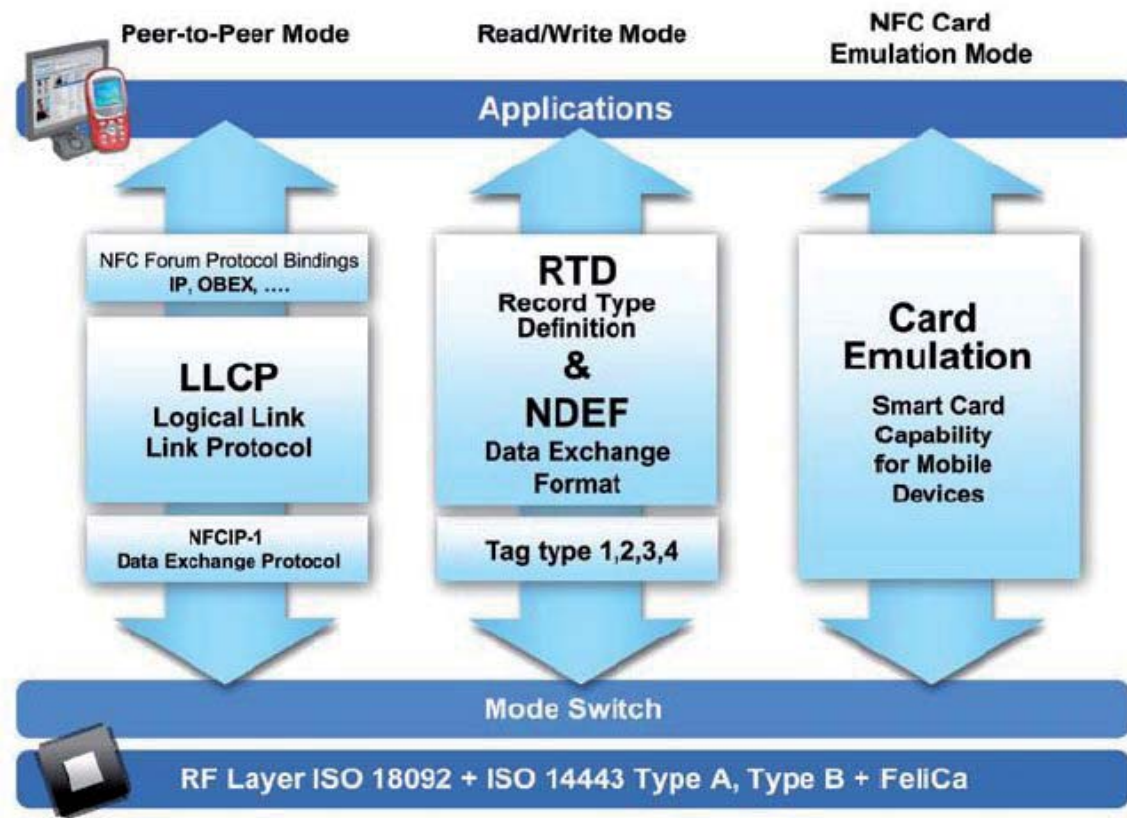 Peer-to-Peer Mode
Read/Write Mode
NFC Card
Emulation Mode
Applications
NFC Forum Protocol Bindings
IP, OBEX, ....
LLCP
Logical Link
Link Protocol
NFCIP-1
Data Exchange Protocol
RTD
Record Type
Definition
&
NDEF
Data Exchange
Format
Tag type 1,2,3,4
Card
Emulation
Smart Card
Capability
for Mobile
Devices
Mode Switch
RF Layer ISO 18092 + ISO 14443 Type A, Type B + FeliCa